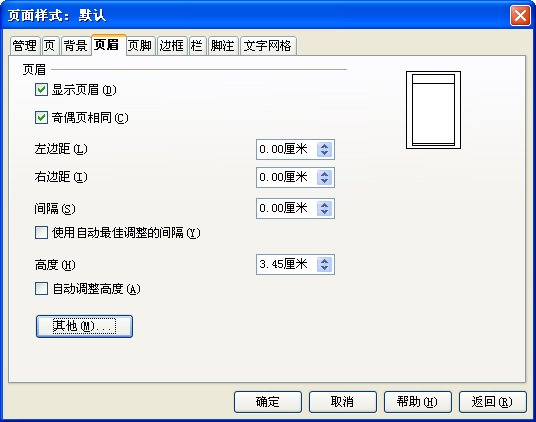 页面样式: 默认
管理 页 背景 页眉 页脚 边框 栏 脚注 文字网格
页眉
显示页眉(D)
奇偶页相同(C)
左边距(L) 0.00厘米
右边距(I) 0.00厘米
间隔(S) 0.00厘米
使用自动最佳调整的间隔(Y)
高度(H) 3.45厘米
自动调整高度(A)
其他(M)...
确定 取消 帮助(H) 返回(R)